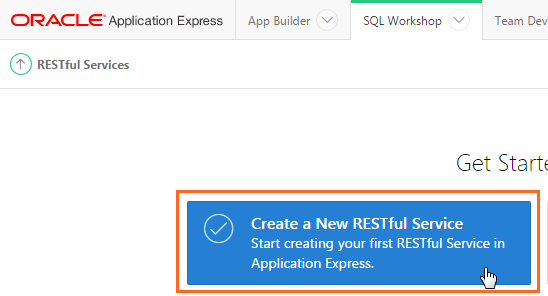 ORACLE Application Express App Builder SQL Workshop Team Dev
RESTful Services
Get Starte
Create a New RESTful Service
Start creating your first RESTful Service in
Application Express.